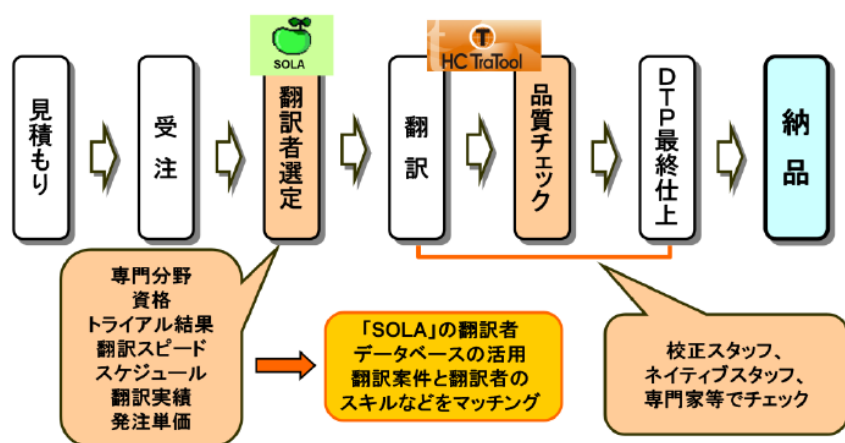 SOLA
HC TraTool
見積もり
受注
翻訳者選定
翻訳
品質チェック
DTP最終仕上
納品
専門分野
資格
トライアル結果
翻訳スピード
スケジュール
翻訳実績
発注単価
「SOLA」の翻訳者
データベースの活用
翻訳案件と翻訳者の
スキルなどをマッチング
校正スタッフ、
ネイティブスタッフ、
専門家等でチェック